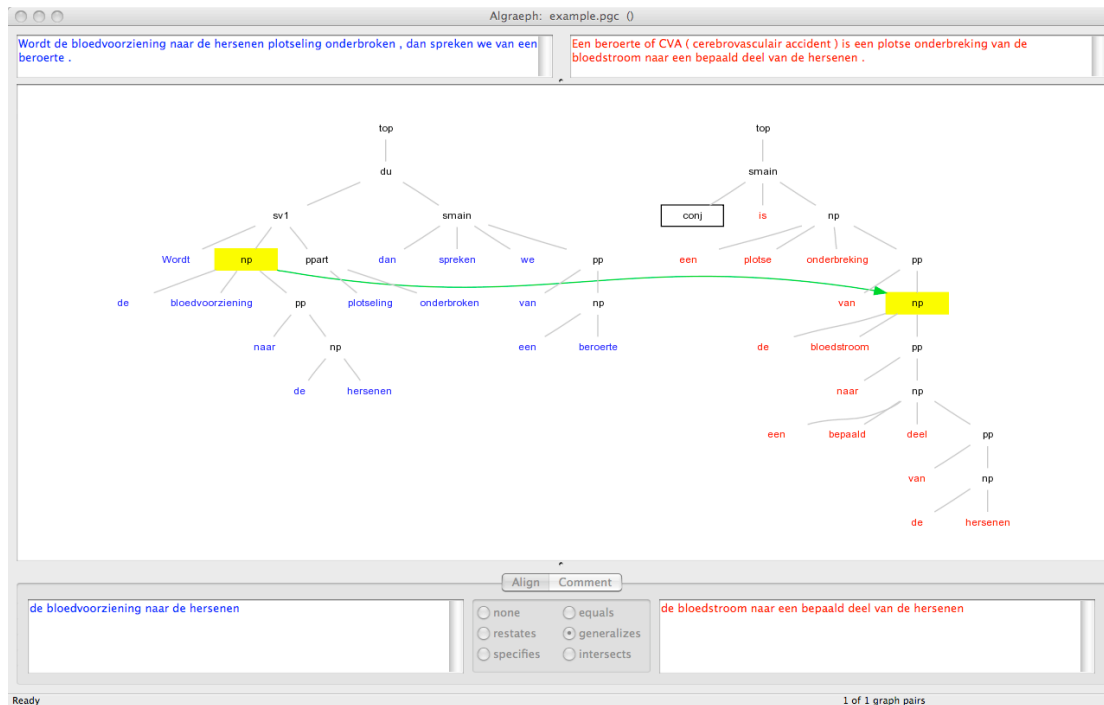 Algraeph: example.pgc ()
Wordt de bloedvoorziening naar de hersenen plotseling onderbroken , dan spreken we van een
beroerte .
Een beroerte of CVA ( cerebrovasculair accident ) is een plotse onderbreking van de
bloedstroom naar een bepaald deel van de hersenen .
top top
du smain
sv1 smain conj is np
Wordt np ppart dan spreken we pp een plotse onderbreking pp
de bloedvoorziening pp plotseling onderbroken van np van np
naar np een beroerte de bloedstroom pp
de hersenen naar np
een bepaald deel pp
van np
de hersenen
Align Comment
de bloedvoorziening naar de hersenen
none equals
restates generalizes
specifies intersects
de bloedstroom naar een bepaald deel van de hersenen
Ready 1 of 1 graph pairs